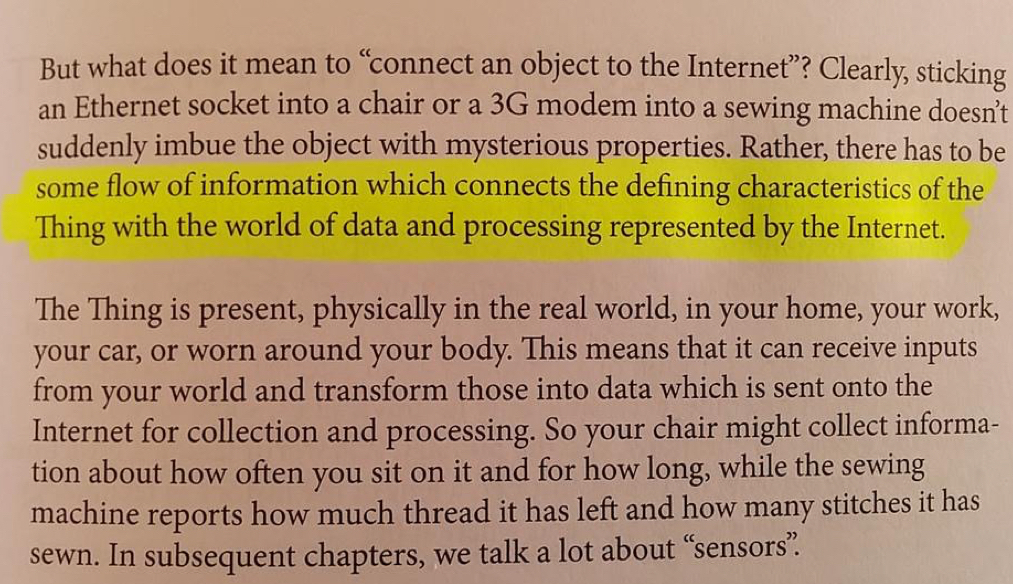 But what does it mean to “connect an object to the Internet”? Clearly, sticking
an Ethernet socket into a chair or a 3G modem into a sewing machine doesn’t
suddenly imbue the object with mysterious properties. Rather, there has to be
some flow of information which connects the defining characteristics of the
Thing with the world of data and processing represented by the Internet.
The Thing is present, physically in the real world, in your home, your work,
your car, or worn around your body. This means that it can receive inputs
from your world and transform those into data which is sent onto the
Internet for collection and processing. So your chair might collect informa-
tion about how often you sit on it and for how long, while the sewing
machine reports how much thread it has left and how many stitches it has
sewn. In subsequent chapters, we talk a lot about “sensors”.